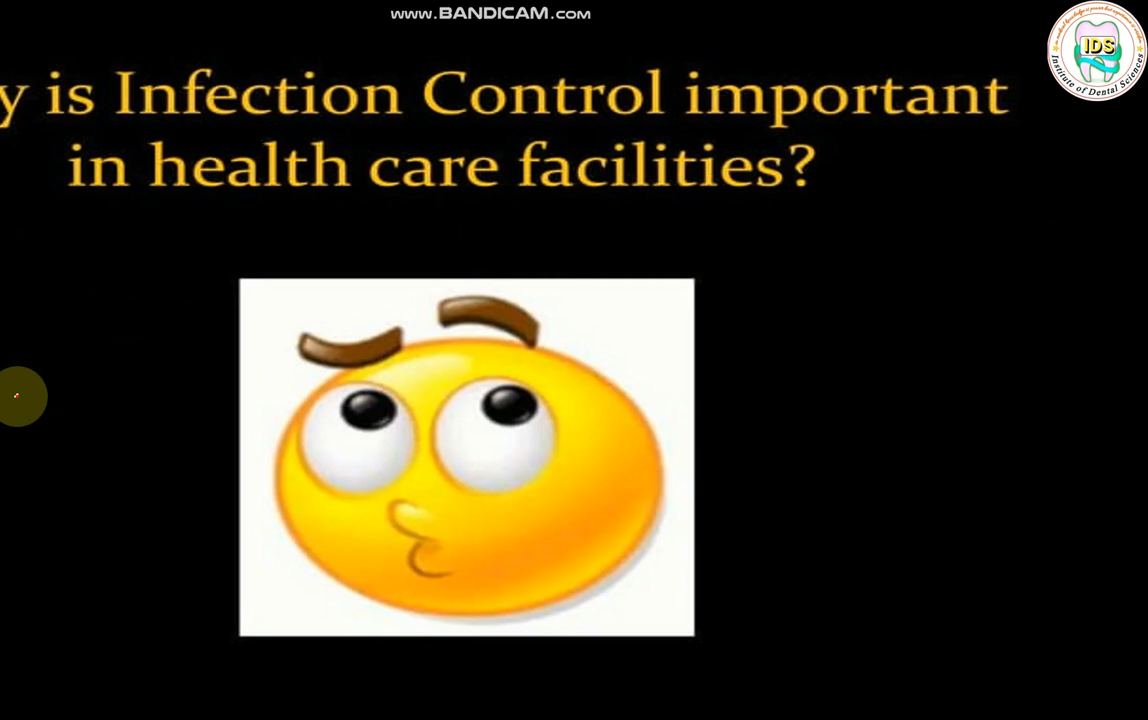 www.BANDICAM.com
y is Infection Control important
in health care facilities?
IDS
Institute of Dental Sciences